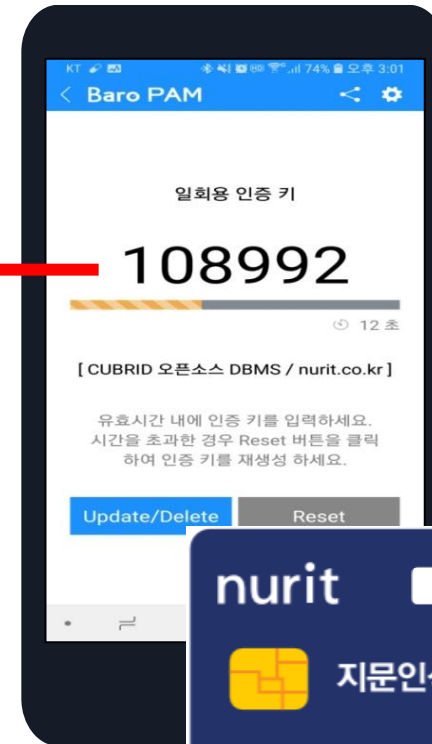 KT 74% 오후 3:01
Baro PAM
일회용 인증 키
108992
12 초
[ CUBRID 오픈소스 DBMS / nurit.co.kr ]
유효시간 내에 인증 키를 입력하세요.
시간을 초과한 경우 Reset 버튼을 클릭
하여 인증 키를 재생성 하세요.
Update/Delete Reset
nurit
지문인